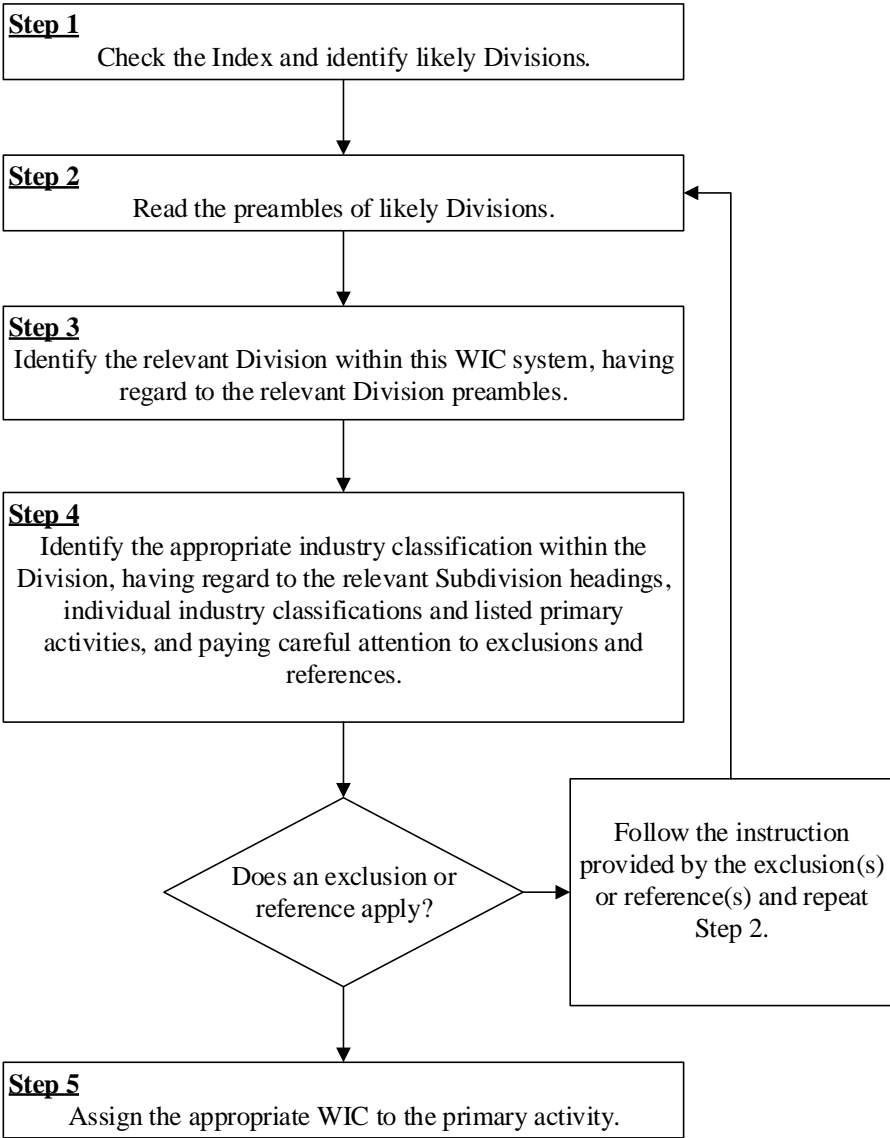 Step 1
Check the Index and identify likely Divisions.
Step 2
Read the preambles of likely Divisions.
Step 3
Identify the relevant Division within this WIC system, having
regard to the relevant Division preambles.
Step 4
Identify the appropriate industry classification within the
Division, having regard to the relevant Subdivision headings,
individual industry classifications and listed primary
activities, and paying careful attention to exclusions and
references.
Does an exclusion or
reference apply?
Follow the instruction
provided by the exclusion(s)
or reference(s) and repeat
Step 2.
Step 5
Assign the appropriate WIC to the primary activity.